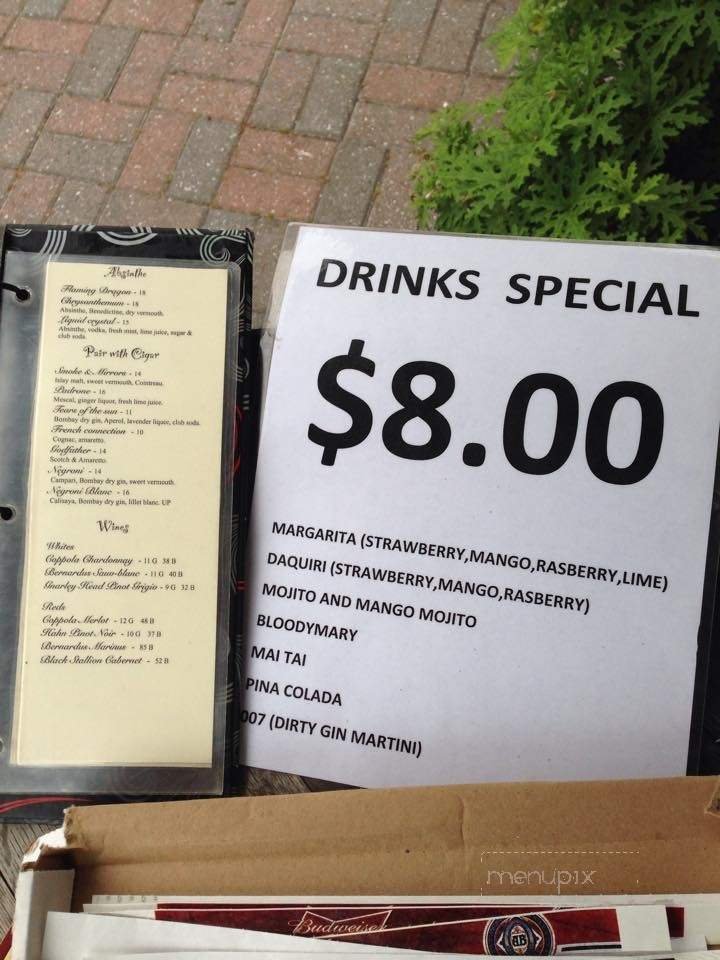 Absinthe
Flaming Dragon - 18
Chrysanthemum - 18
Absinthe, Benedictine, dry vermouth.
Liquid crystal - 15
Absinthe, vodka, fresh mint, lime juice, sugar &
club soda.
Pair with Cigar
Smoke & Mirrors - 14
Islay malt, sweet vermouth, Cointreau.
Padrone - 16
Mescal, ginger liquor, fresh lime juice.
Tears of the sun - 11
Bombay dry gin, Aperol, lavender liquor, club soda.
French connection - 10
Cognac, amaretto.
Godfather - 14
Scotch & Amaretto.
Negroni - 14
Campari, Bombay dry gin, sweet vermouth.
Negroni Blanc - 16
Calisaya, Bombay dry gin, lillet blanc. UP
Wines
Whites
Coppola Chardonnay - 11 G 38 B
Bernardus Sauv-blanc - 11 G 40 B
Gnarley Head Pinot Grigio - 9 G 32 B
Reds
Coppola Merlot - 12 G 48 B
Hahn Pinot Noir - 10 G 37 B
Bernardus Marinus - 85 B
Black Stallion Cabernet - 52 B
DRINKS SPECIAL
$8.00
MARGARITA (STRAWBERRY,MANGO,RASBERRY,LIME)
DAQUIRI (STRAWBERRY,MANGO,RASBERRY)
MOJITO AND MANGO MOJITO
BLOODYMARY
MAI TAI
PINA COLADA
007 (DIRTY GIN MARTINI)
menupix
Budweiser